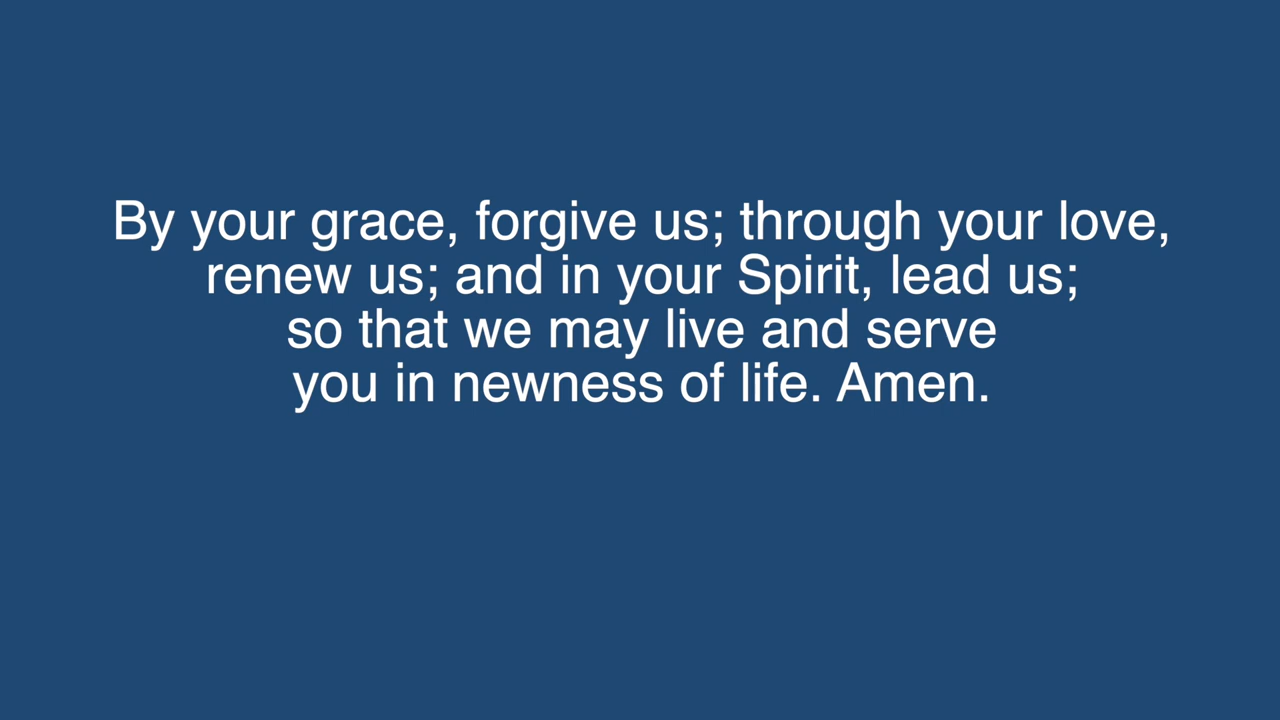 By your grace, forgive us; through your love,
renew us; and in your Spirit, lead us;
so that we may live and serve
you in newness of life. Amen.